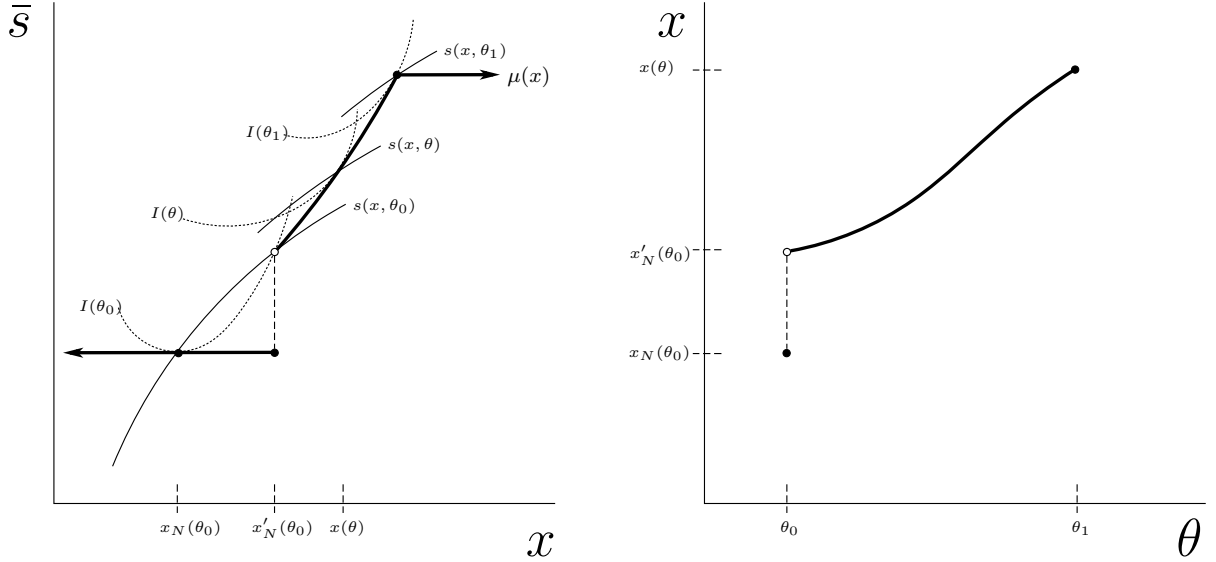 s̅
s(x, θ₁)
μ(x)
I(θ₁)
s(x, θ)
I(θ)
s(x, θ₀)
I(θ₀)
x_N(θ₀) x′_N(θ₀) x(θ)
x
x
x(θ)
x′_N(θ₀)
x_N(θ₀)
θ₀ θ₁
θ